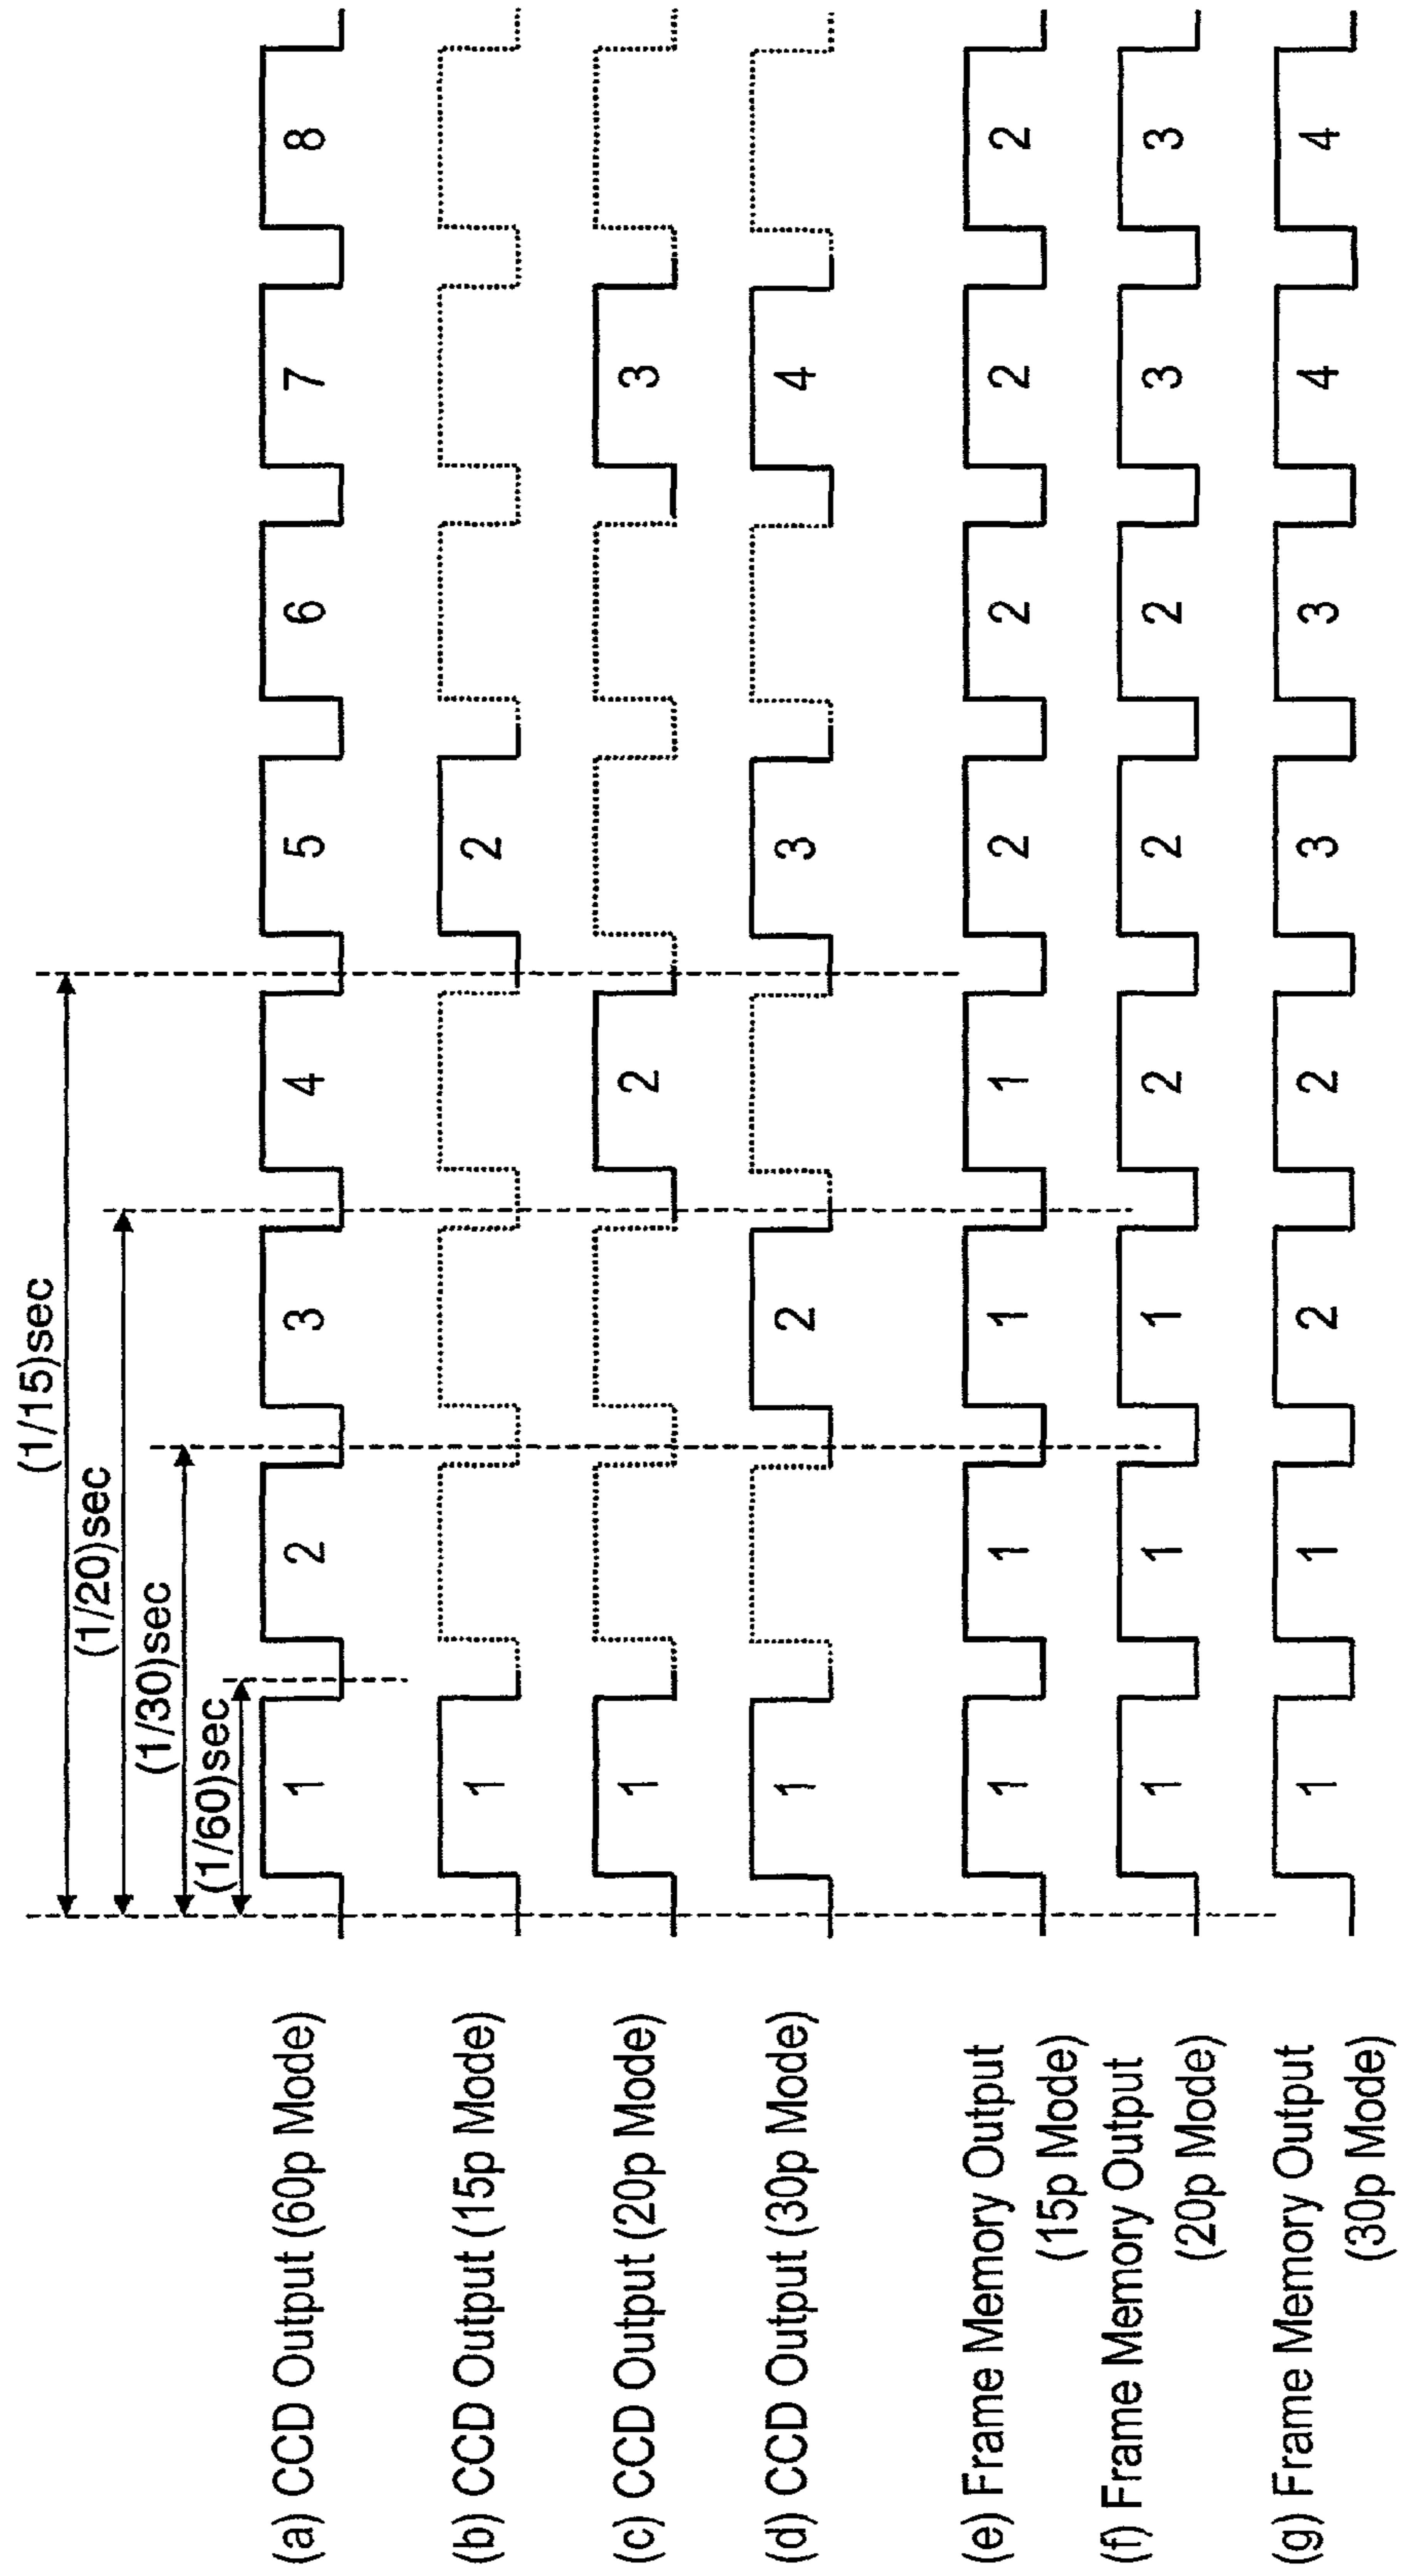 (1/15)sec
(1/20)sec
(1/30)sec
(1/60)sec
(a) CCD Output (60p Mode) 1 2 3 4 5 6 7 8
(b) CCD Output (15p Mode) 1 2
(c) CCD Output (20p Mode) 1 2 3
(d) CCD Output (30p Mode) 1 2 3 4
(e) Frame Memory Output 1 1 1 1 2 2 2 2
(15p Mode)
(f) Frame Memory Output 1 1 1 2 2 2 3 3
(20p Mode)
(g) Frame Memory Output 1 1 2 2 3 3 4 4
(30p Mode)